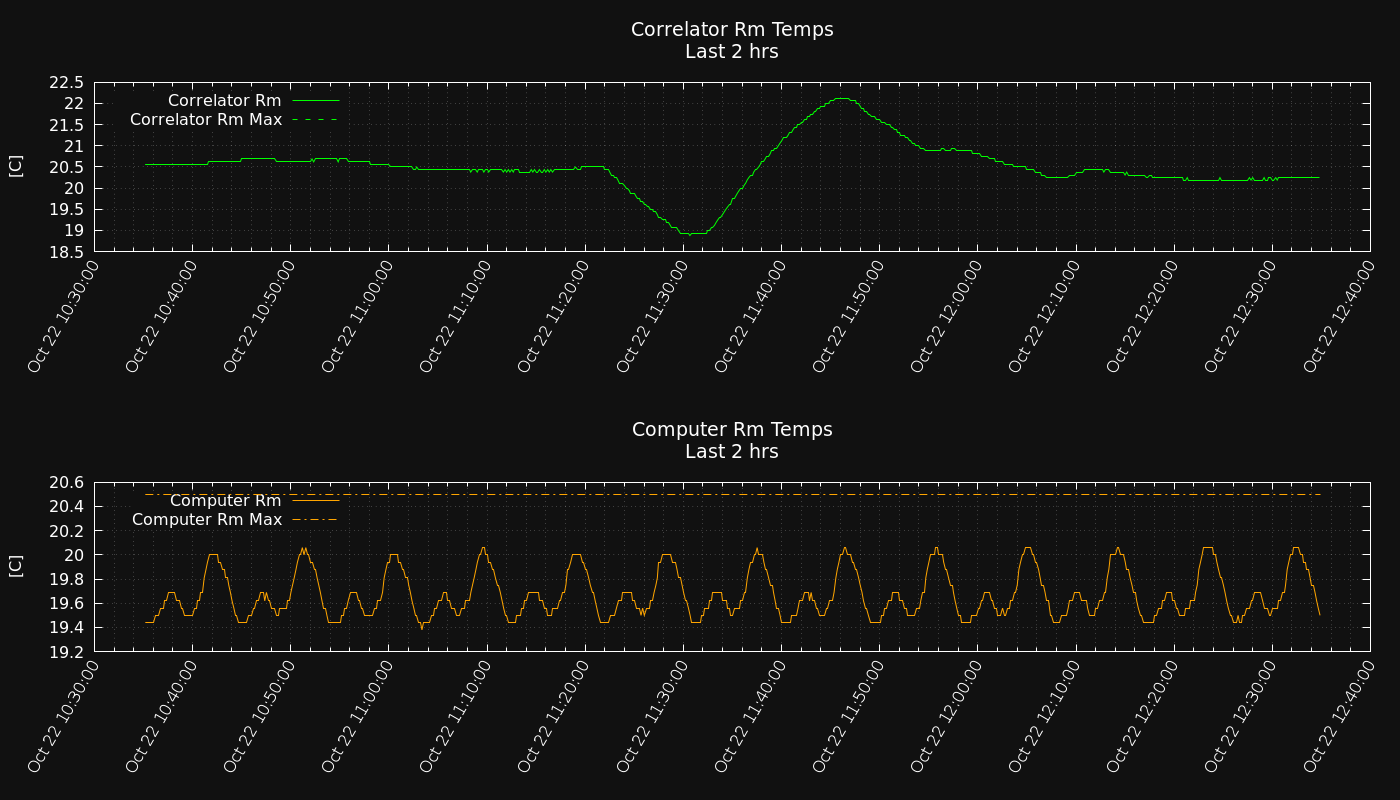 Correlator Rm Temps
Last 2 hrs
22.5
22
21.5
21
20.5
20
19.5
19
18.5
[C]
Correlator Rm
Correlator Rm Max
Oct 22 10:30:00
Oct 22 10:40:00
Oct 22 10:50:00
Oct 22 11:00:00
Oct 22 11:10:00
Oct 22 11:20:00
Oct 22 11:30:00
Oct 22 11:40:00
Oct 22 11:50:00
Oct 22 12:00:00
Oct 22 12:10:00
Oct 22 12:20:00
Oct 22 12:30:00
Oct 22 12:40:00
Computer Rm Temps
Last 2 hrs
20.6
20.4
20.2
20
19.8
19.6
19.4
19.2
[C]
Computer Rm
Computer Rm Max
Oct 22 10:30:00
Oct 22 10:40:00
Oct 22 10:50:00
Oct 22 11:00:00
Oct 22 11:10:00
Oct 22 11:20:00
Oct 22 11:30:00
Oct 22 11:40:00
Oct 22 11:50:00
Oct 22 12:00:00
Oct 22 12:10:00
Oct 22 12:20:00
Oct 22 12:30:00
Oct 22 12:40:00